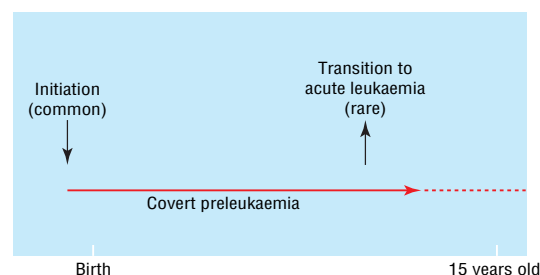 Transition to
acute leukaemia
(rare)
Initiation
(common)
Covert preleukaemia
Birth
15 years old